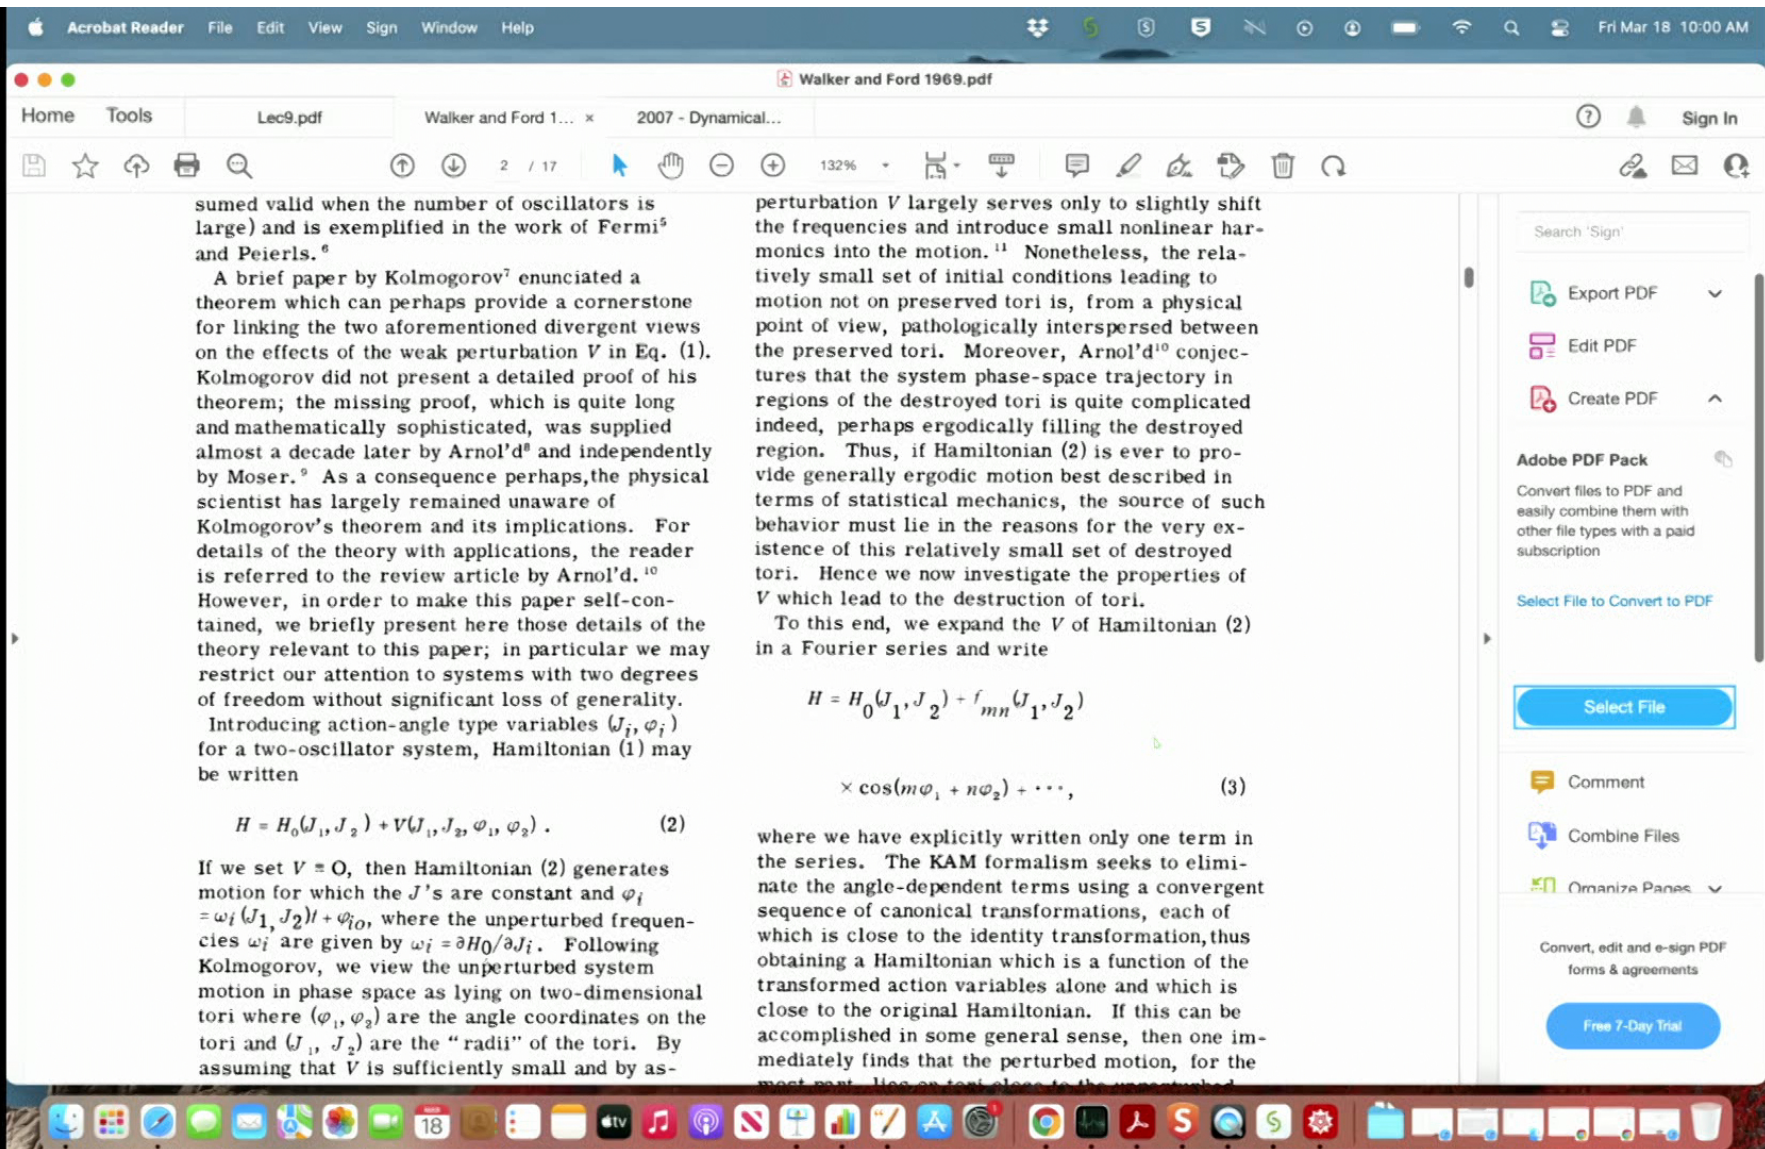 Acrobat Reader File Edit View Sign Window Help Fri Mar 18 10:00 AM
Walker and Ford 1969.pdf
Home Tools Lec9.pdf Walker and Ford 1... × 2007 - Dynamical... Sign In
2 / 17 132%
sumed valid when the number of oscillators is
large) and is exemplified in the work of Fermi⁵
and Peierls.⁶
A brief paper by Kolmogorov⁷ enunciated a
theorem which can perhaps provide a cornerstone
for linking the two aforementioned divergent views
on the effects of the weak perturbation V in Eq. (1).
Kolmogorov did not present a detailed proof of his
theorem; the missing proof, which is quite long
and mathematically sophisticated, was supplied
almost a decade later by Arnol'd⁸ and independently
by Moser.⁹ As a consequence perhaps, the physical
scientist has largely remained unaware of
Kolmogorov's theorem and its implications. For
details of the theory with applications, the reader
is referred to the review article by Arnol'd.¹⁰
However, in order to make this paper self-con-
tained, we briefly present here those details of the
theory relevant to this paper; in particular we may
restrict our attention to systems with two degrees
of freedom without significant loss of generality.
Introducing action-angle type variables (J_i, φ_i)
for a two-oscillator system, Hamiltonian (1) may
be written
H = H₀(J₁, J₂) + V(J₁, J₂, φ₁, φ₂). (2)
If we set V ≡ O, then Hamiltonian (2) generates
motion for which the J's are constant and φ_i
= ω_i (J₁, J₂)t + φ_io, where the unperturbed frequen-
cies ω_i are given by ω_i = ∂H₀/∂J_i. Following
Kolmogorov, we view the unperturbed system
motion in phase space as lying on two-dimensional
tori where (φ₁, φ₂) are the angle coordinates on the
tori and (J₁, J₂) are the "radii" of the tori. By
assuming that V is sufficiently small and by as-
perturbation V largely serves only to slightly shift
the frequencies and introduce small nonlinear har-
monics into the motion.¹¹ Nonetheless, the rela-
tively small set of initial conditions leading to
motion not on preserved tori is, from a physical
point of view, pathologically interspersed between
the preserved tori. Moreover, Arnol'd¹⁰ conjec-
tures that the system phase-space trajectory in
regions of the destroyed tori is quite complicated
indeed, perhaps ergodically filling the destroyed
region. Thus, if Hamiltonian (2) is ever to pro-
vide generally ergodic motion best described in
terms of statistical mechanics, the source of such
behavior must lie in the reasons for the very ex-
istence of this relatively small set of destroyed
tori. Hence we now investigate the properties of
V which lead to the destruction of tori.
To this end, we expand the V of Hamiltonian (2)
in a Fourier series and write
H = H₀(J₁, J₂) + f_mn(J₁, J₂)
× cos(mφ₁ + nφ₂) + ···, (3)
where we have explicitly written only one term in
the series. The KAM formalism seeks to elimi-
nate the angle-dependent terms using a convergent
sequence of canonical transformations, each of
which is close to the identity transformation, thus
obtaining a Hamiltonian which is a function of the
transformed action variables alone and which is
close to the original Hamiltonian. If this can be
accomplished in some general sense, then one im-
mediately finds that the perturbed motion, for the
most part, lies on tori close to the unperturbed
Search 'Sign'
Export PDF
Edit PDF
Create PDF
Adobe PDF Pack
Convert files to PDF and
easily combine them with
other file types with a paid
subscription
Select File to Convert to PDF
Select File
Comment
Combine Files
Organize Pages
Convert, edit and e-sign PDF
forms & agreements
Free 7-Day Trial
MAR
18
tv